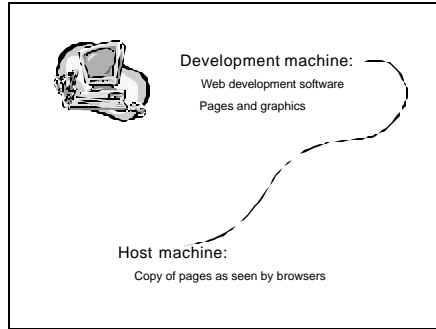 Development machine:
Web development software
Pages and graphics
Host machine:
Copy of pages as seen by browsers